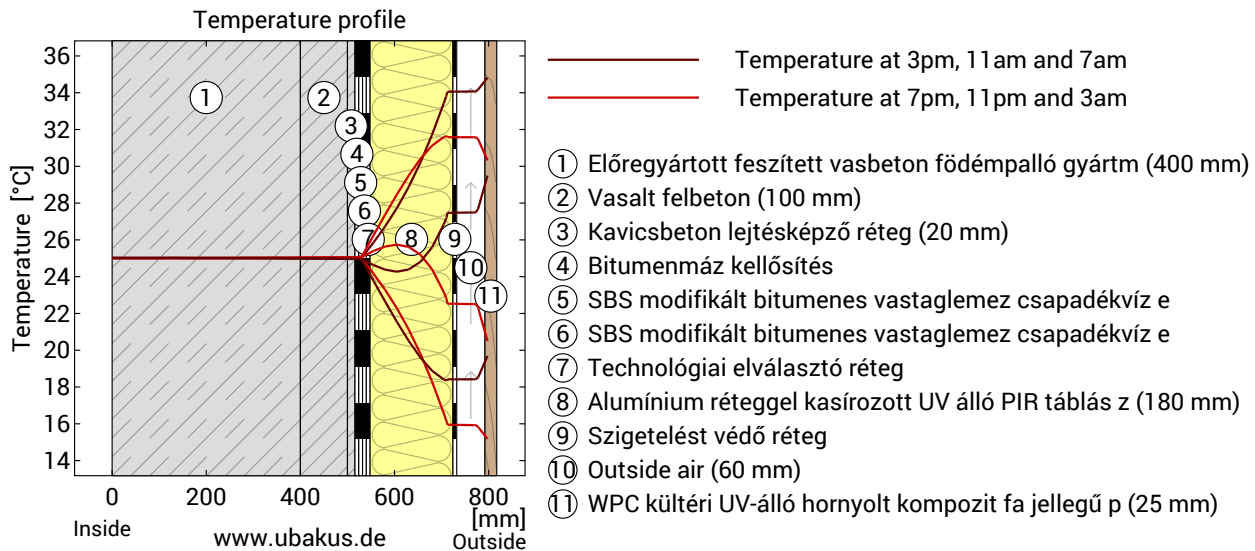 Temperature profile
Temperature [°C]
36
34
32
30
28
26
24
22
20
18
16
14
0
200
400
600
800
[mm]
Inside
www.ubakus.de
Outside
1
2
3
4
5
6
7
8
9
10
11
Temperature at 3pm, 11am and 7am
Temperature at 7pm, 11pm and 3am
1 Előregyártott feszített vasbeton födémpalló gyártm (400 mm)
2 Vasalt felbeton (100 mm)
3 Kavicsbeton lejtésképző réteg (20 mm)
4 Bitumenmáz kellősítés
5 SBS modifikált bitumenes vastaglemez csapadékvíz e
6 SBS modifikált bitumenes vastaglemez csapadékvíz e
7 Technológiai elválasztó réteg
8 Alumínium réteggel kasírozott UV álló PIR táblás z (180 mm)
9 Szigetelést védő réteg
10 Outside air (60 mm)
11 WPC kültéri UV-álló hornyolt kompozit fa jellegű p (25 mm)